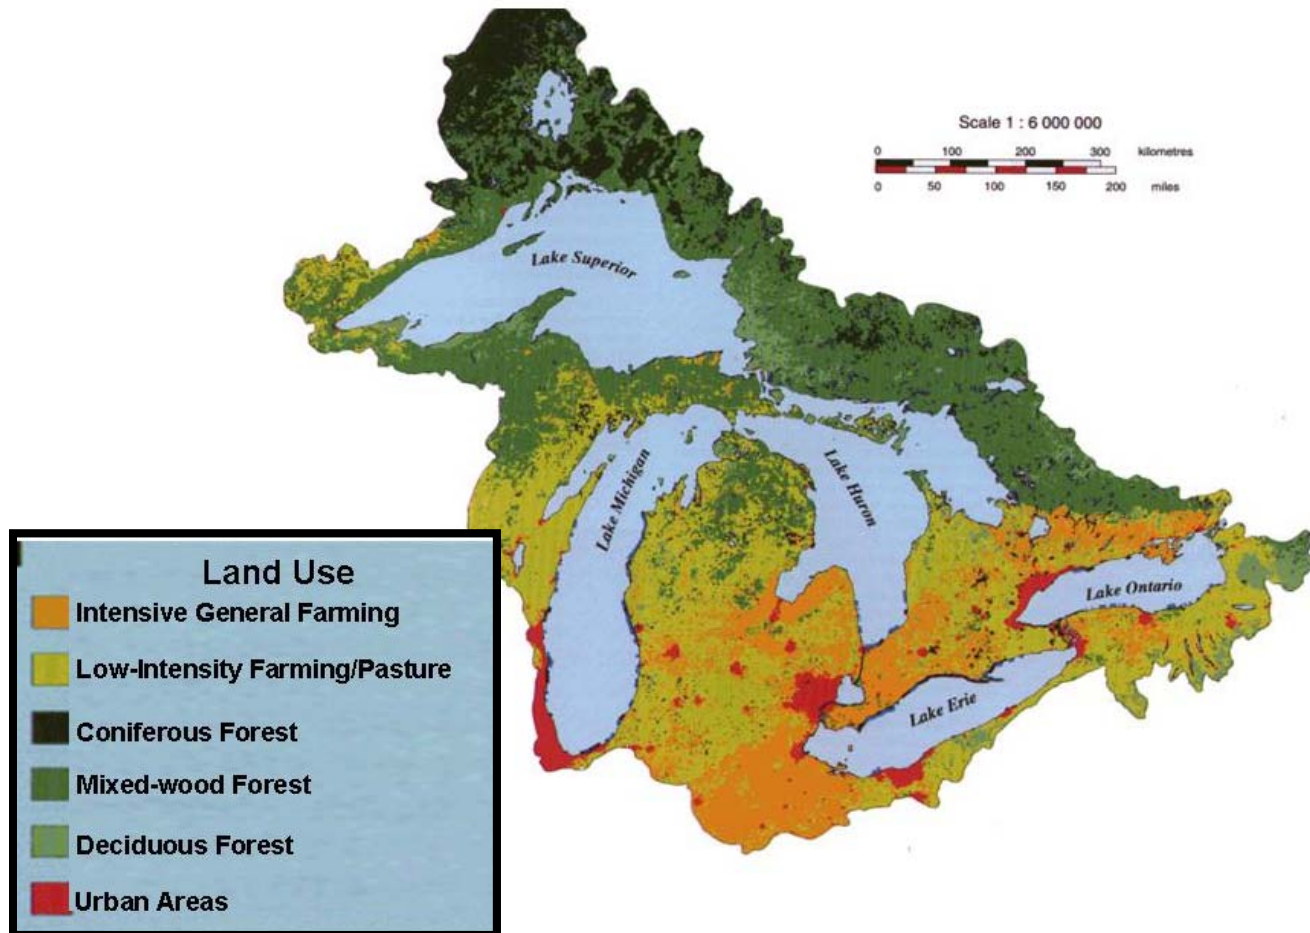 Scale 1 : 6 000 000
0 100 200 300 kilometres
0 50 100 150 200 miles
Lake Superior
Lake Michigan
Lake Huron
Lake Ontario
Lake Erie
Land Use
Intensive General Farming
Low-Intensity Farming/Pasture
Coniferous Forest
Mixed-wood Forest
Deciduous Forest
Urban Areas